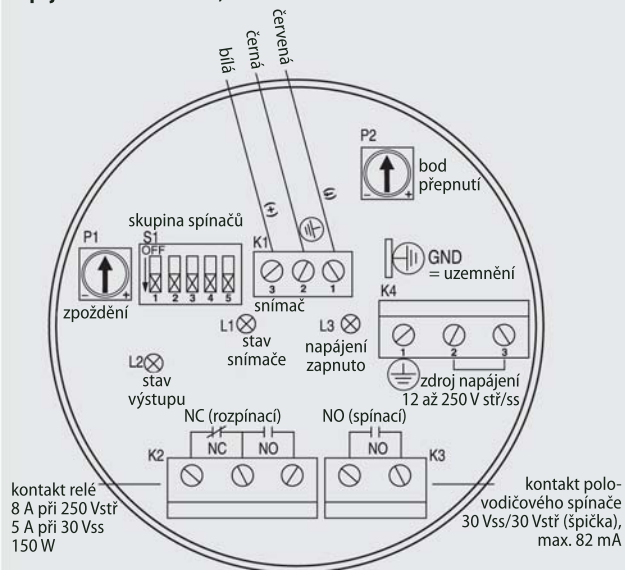 bílá
černá
červená
P2
bod
přepnutí
(+)
(
skupina spínačů
S1
OFF
1 2 3 4 5
P1
- +
zpoždění
K1
3 2 1
snímač
GND
= uzemnění
K4
1 2 3
L1
stav
snímače
L3
napájení
zapnuto
zdroj napájení
12 až 250 V stř/ss
L2
stav
výstupu
NC (rozpínací)
NO (spínací)
NC NO
NO
K2
K3
kontakt relé
8 A při 250 Vstř
5 A při 30 Vss
150 W
kontakt polo-
vodičového spínače
30 Vss/30 Vstř (špička),
max. 82 mA